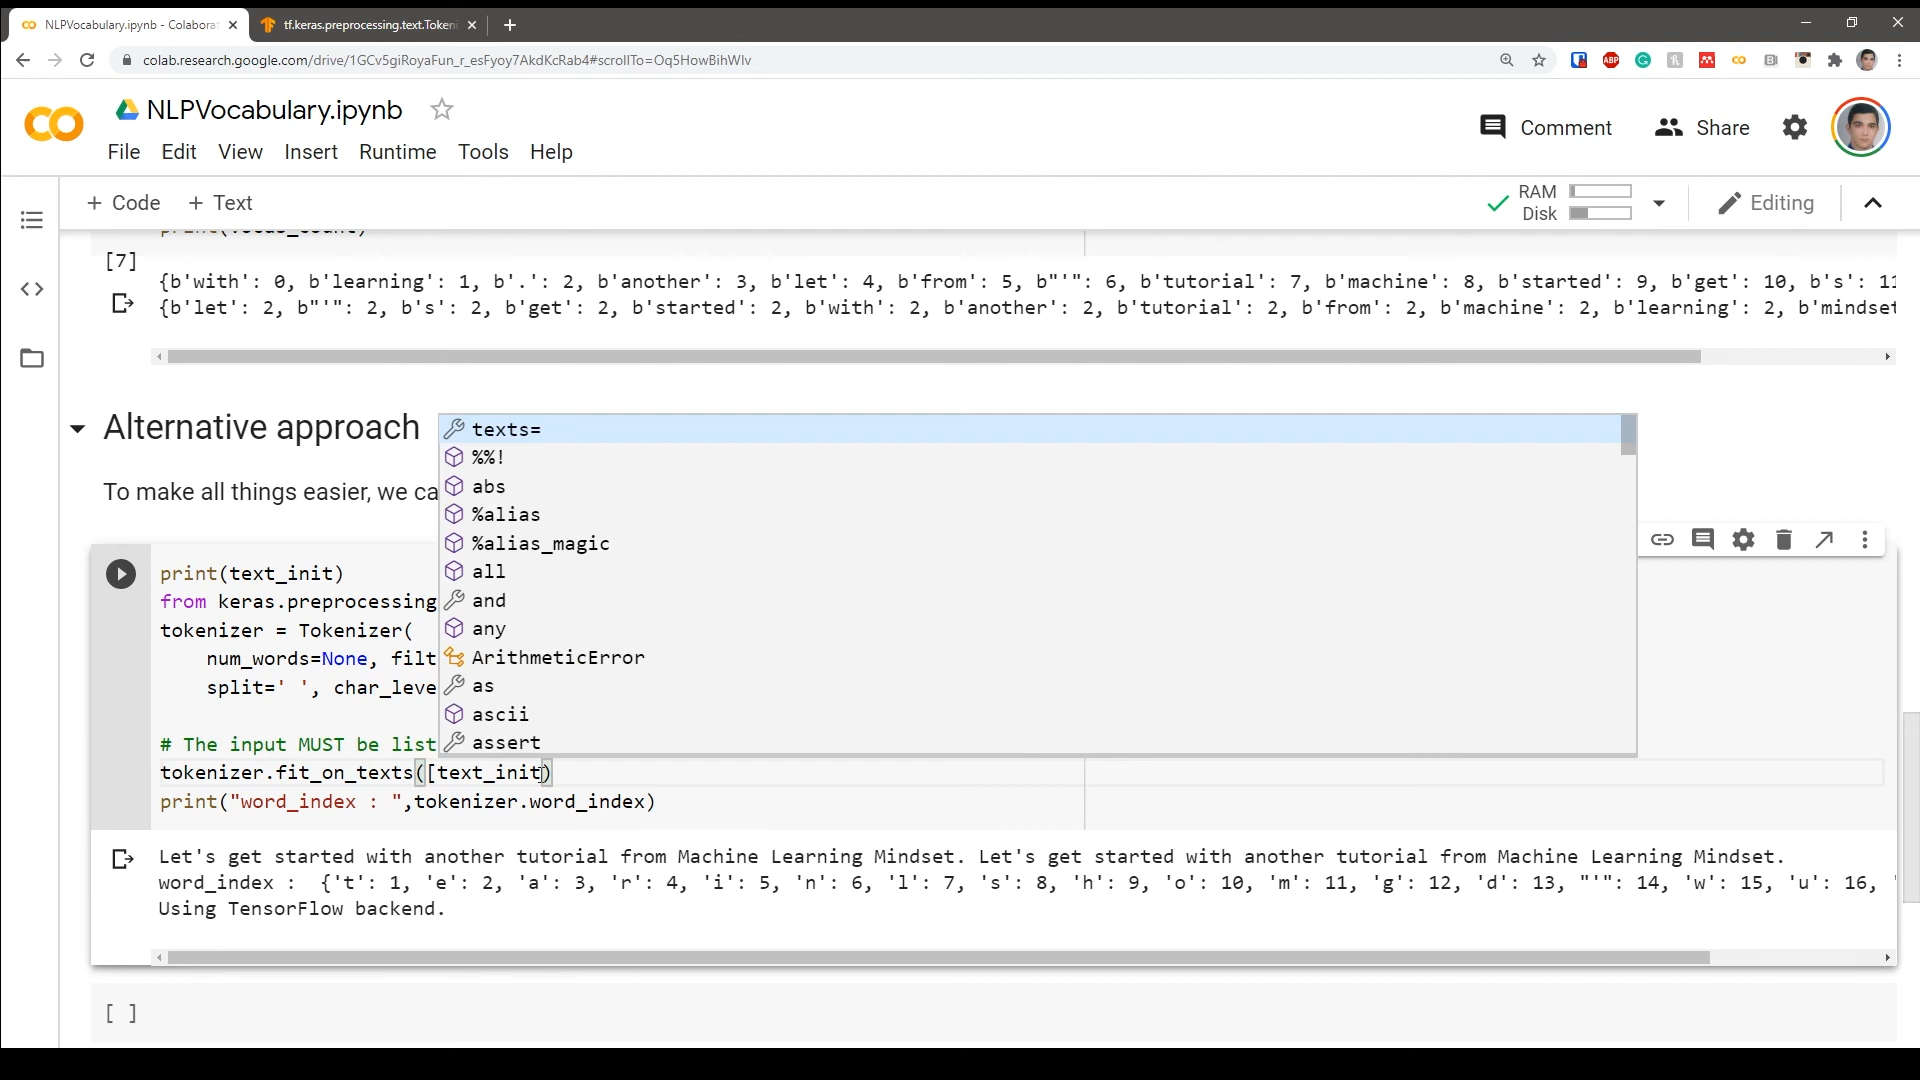 NLPVocabulary.ipynb - Colaborat
tf.keras.preprocessing.text.Token
colab.research.google.com/drive/1GCv5giRoyaFun_r_esFyoy7AkdKcRab4#scrollTo=Oq5HowBihWlv
NLPVocabulary.ipynb
File Edit View Insert Runtime Tools Help
Comment Share
+ Code + Text
RAM
Disk
Editing
[7]
{b'with': 0, b'learning': 1, b'.': 2, b'another': 3, b'let': 4, b'from': 5, b"'": 6, b'tutorial': 7, b'machine': 8, b'started': 9, b'get': 10, b's': 11
{b'let': 2, b"'": 2, b's': 2, b'get': 2, b'started': 2, b'with': 2, b'another': 2, b'tutorial': 2, b'from': 2, b'machine': 2, b'learning': 2, b'mindset
Alternative approach
To make all things easier, we ca
texts=
%%!
abs
%alias
%alias_magic
all
and
any
ArithmeticError
as
ascii
assert
print(text_init)
from keras.preprocessing
tokenizer = Tokenizer(
num_words=None, filt
split=' ', char_leve
# The input MUST be list
tokenizer.fit_on_texts([text_init)
print("word_index : ",tokenizer.word_index)
Let's get started with another tutorial from Machine Learning Mindset. Let's get started with another tutorial from Machine Learning Mindset.
word_index : {'t': 1, 'e': 2, 'a': 3, 'r': 4, 'i': 5, 'n': 6, 'l': 7, 's': 8, 'h': 9, 'o': 10, 'm': 11, 'g': 12, 'd': 13, "'": 14, 'w': 15, 'u': 16, '
Using TensorFlow backend.
[ ]